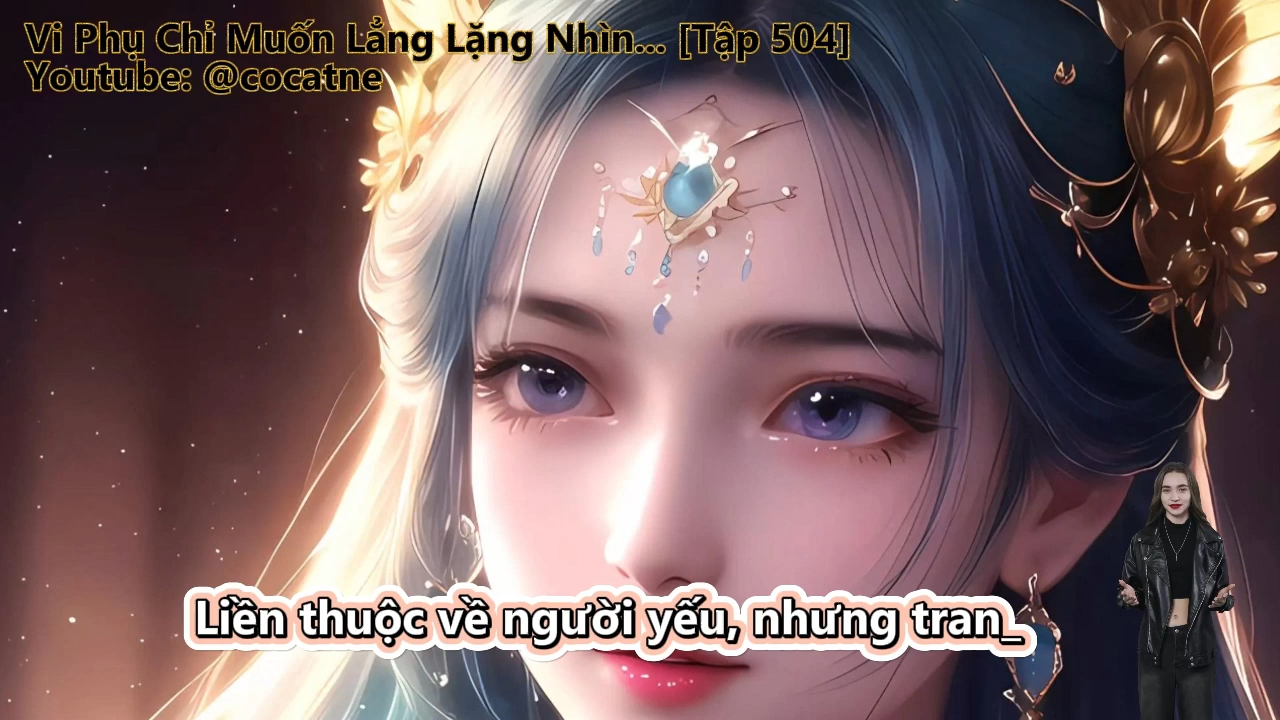 Vi Phụ Chỉ Muốn Lẳng Lặng Nhìn... [Tập 504]
Youtube: @cocatne
Liền thuộc về người yếu, nhưng tran_